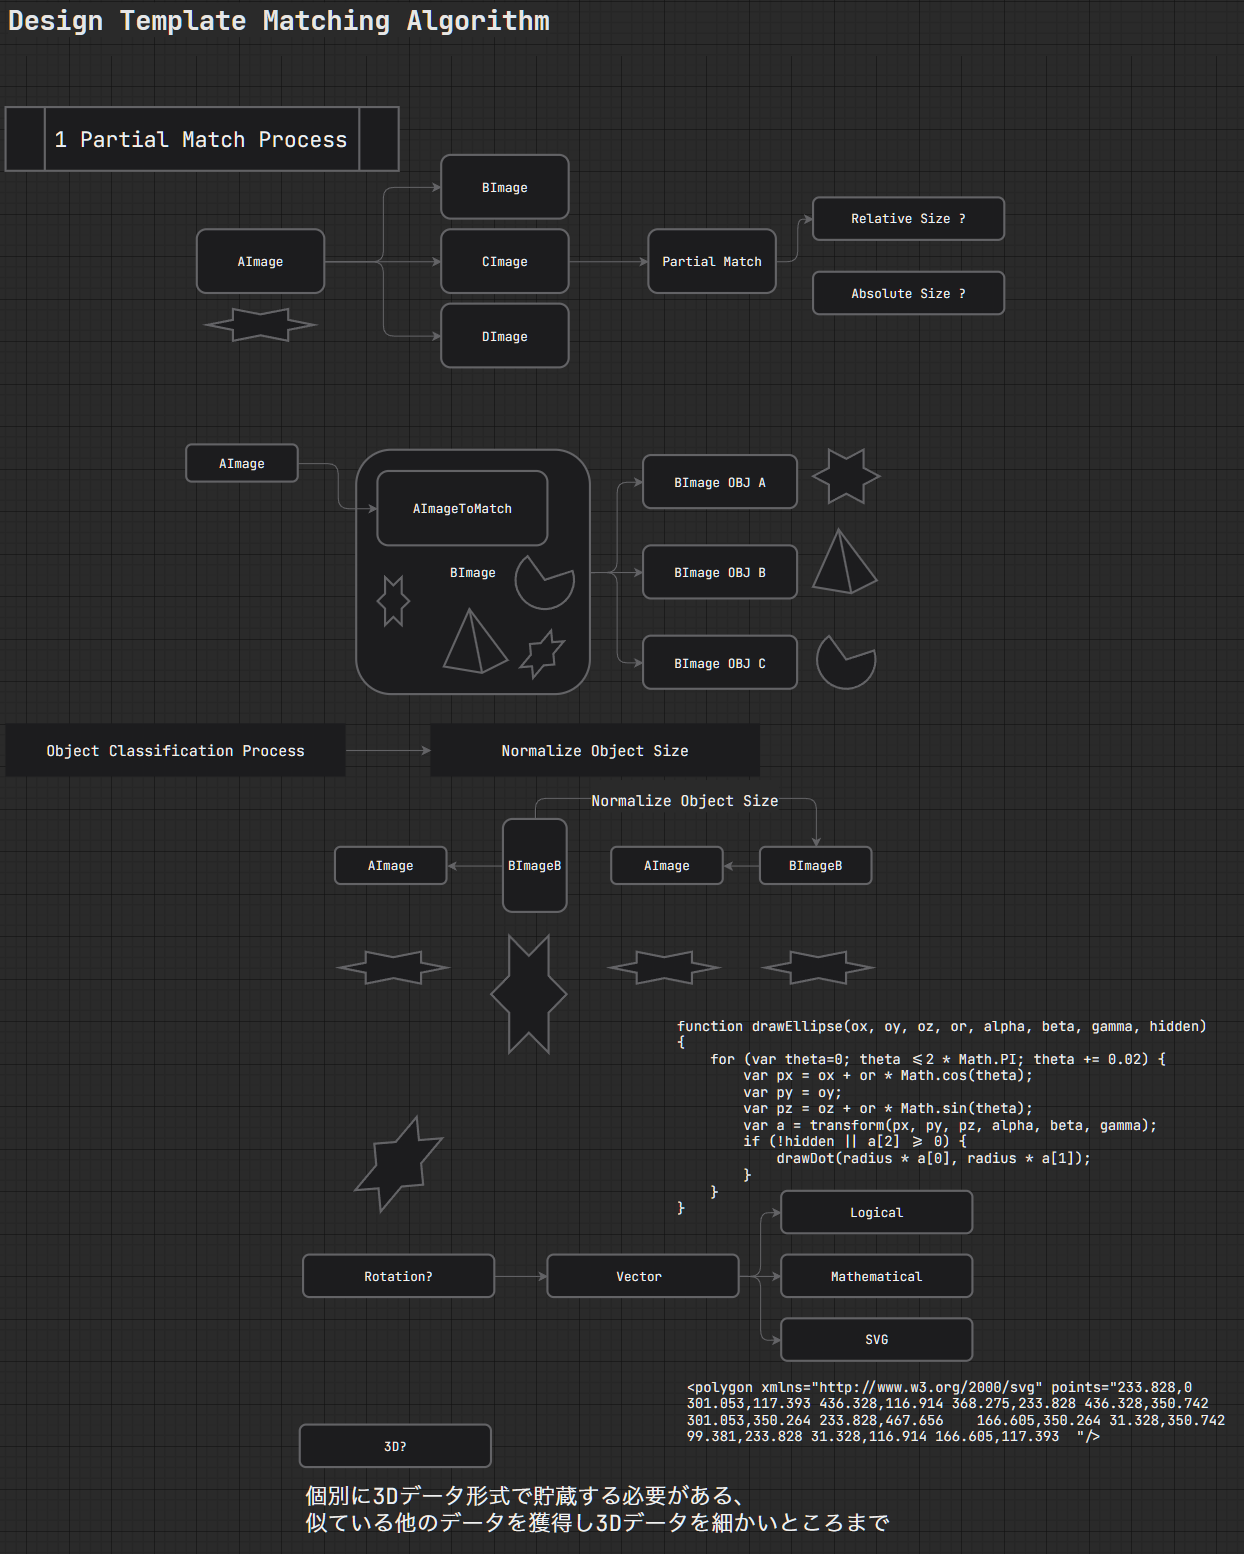 Design Template Matching Algorithm
1 Partial Match Process
BImage
Relative Size ?
AImage
CImage
Partial Match
Absolute Size ?
DImage
AImage
AImageToMatch
BImage
BImage OBJ A
BImage OBJ B
BImage OBJ C
Object Classification Process
Normalize Object Size
Normalize Object Size
AImage
BImageB
AImage
BImageB
function drawEllipse(ox, oy, oz, or, alpha, beta, gamma, hidden)
{
for (var theta=0; theta <=2 * Math.PI; theta += 0.02) {
var px = ox + or * Math.cos(theta);
var py = oy;
var pz = oz + or * Math.sin(theta);
var a = transform(px, py, pz, alpha, beta, gamma);
if (!hidden || a[2] >= 0) {
drawDot(radius * a[0], radius * a[1]);
}
}
}
Logical
Rotation?
Vector
Mathematical
SVG
<polygon xmlns="http://www.w3.org/2000/svg" points="233.828,0
301.053,117.393 436.328,116.914 368.275,233.828 436.328,350.742
301.053,350.264 233.828,467.656    166.605,350.264 31.328,350.742
99.381,233.828 31.328,116.914 166.605,117.393  "/>
3D?
個別に3Dデータ形式で貯蔵する必要がある、
似ている他のデータを獲得し3Dデータを細かいところまで